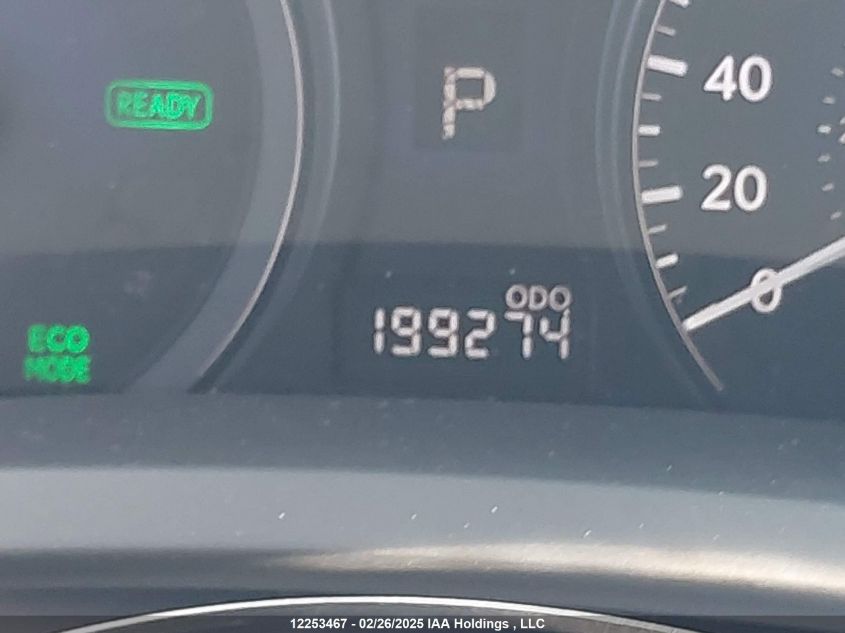 READY
P
40
20
0
ODO
199274
ECO
MODE
12253467 - 02/26/2025 IAA Holdings , LLC